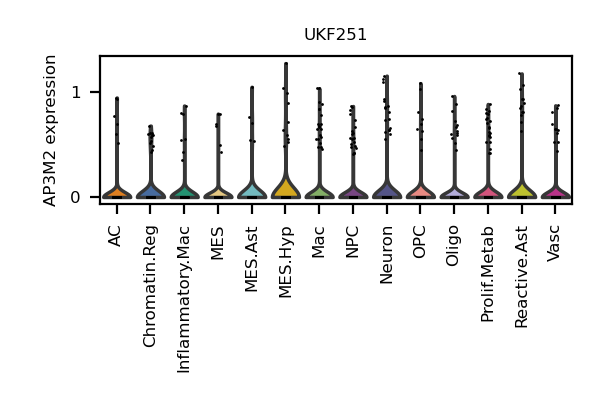 UKF251
AP3M2 expression
1
0
AC
Chromatin.Reg
Inflammatory.Mac
MES
MES.Ast
MES.Hyp
Mac
NPC
Neuron
OPC
Oligo
Prolif.Metab
Reactive.Ast
Vasc